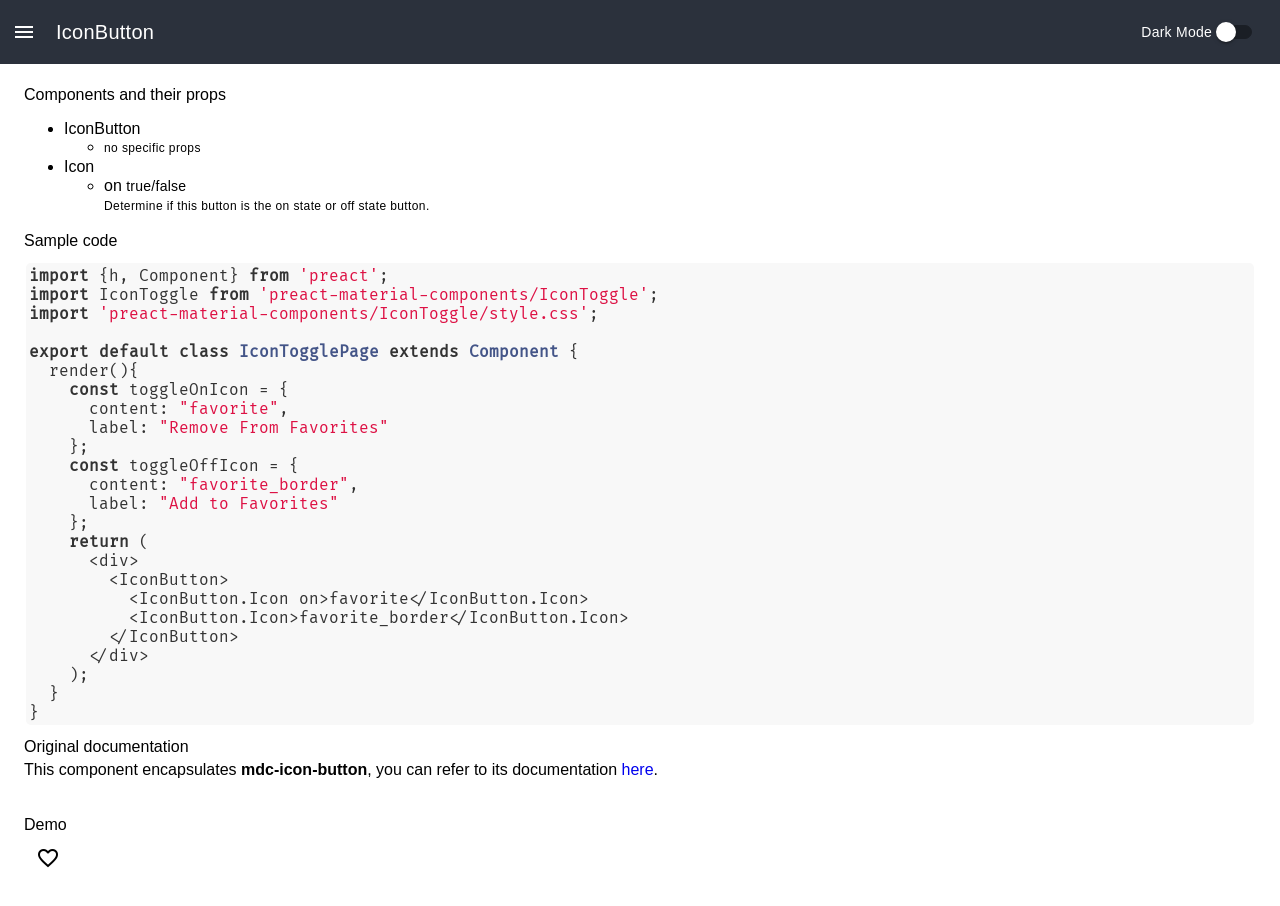 IconButton
Dark Mode
Components and their props
IconButton
no specific props
Icon
on true/false
Determine if this button is the on state or off state button.
Sample code
import {h, Component} from 'preact';
import IconToggle from 'preact-material-components/IconToggle';
import 'preact-material-components/IconToggle/style.css';
export default class IconTogglePage extends Component {
  render(){
    const toggleOnIcon = {
      content: "favorite",
      label: "Remove From Favorites"
    };
    const toggleOffIcon = {
      content: "favorite_border",
      label: "Add to Favorites"
    };
    return (
      <div>
        <IconButton>
          <IconButton.Icon on>favorite</IconButton.Icon>
          <IconButton.Icon>favorite_border</IconButton.Icon>
        </IconButton>
      </div>
    );
  }
}
Original documentation
This component encapsulates mdc-icon-button, you can refer to its documentation here.
Demo